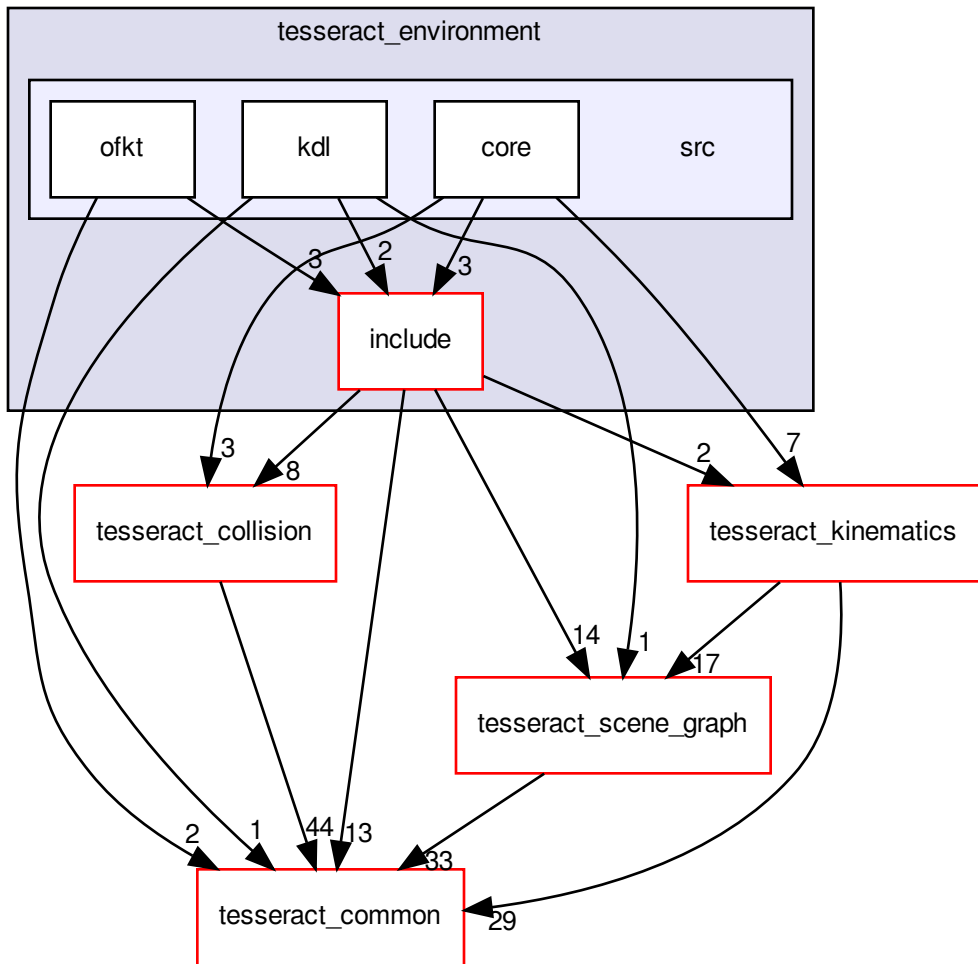 tesseract_environment
ofkt
kdl
core
src
3
2
3
include
3
8
2
7
tesseract_collision
tesseract_kinematics
14
1
17
tesseract_scene_graph
2
1
44
13
33
tesseract_common
29